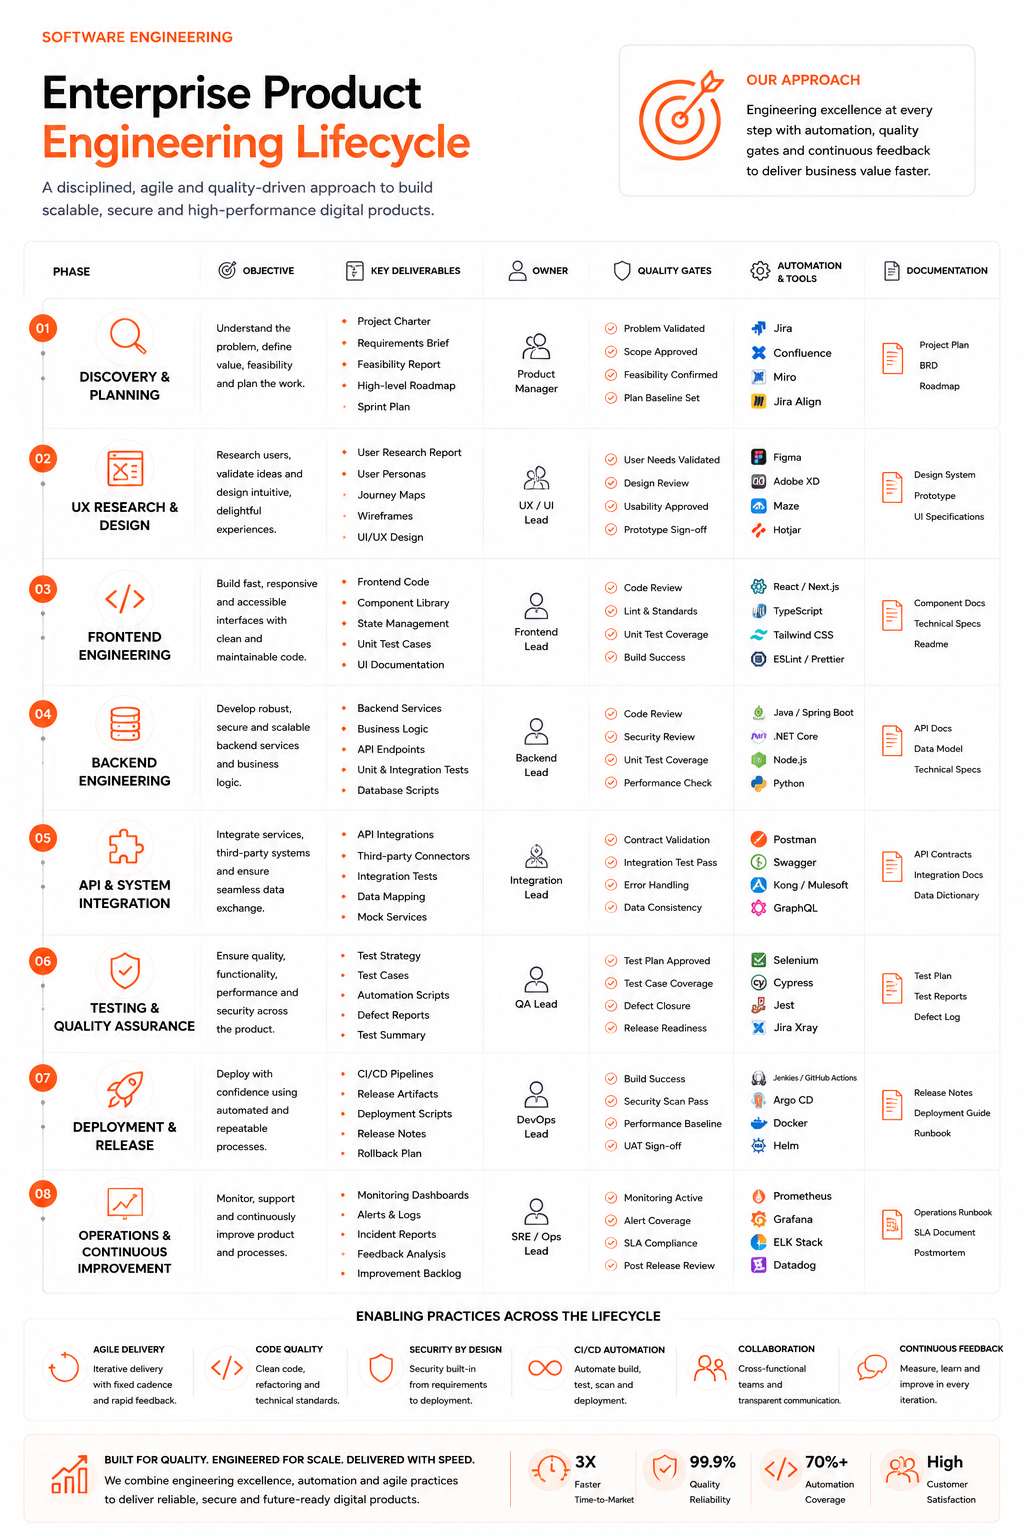 SOFTWARE ENGINEERING
Enterprise Product
Engineering Lifecycle
A disciplined, agile and quality-driven approach to build
scalable, secure and high-performance digital products.
OUR APPROACH
Engineering excellence at every
step with automation, quality
gates and continuous feedback
to deliver business value faster.
PHASE
OBJECTIVE
KEY DELIVERABLES
OWNER
QUALITY GATES
AUTOMATION
& TOOLS
DOCUMENTATION
01
DISCOVERY &
PLANNING
Understand the
problem, define
value, feasibility
and plan the work.
Project Charter
Requirements Brief
Feasibility Report
High-level Roadmap
Sprint Plan
Product
Manager
Problem Validated
Scope Approved
Feasibility Confirmed
Plan Baseline Set
Jira
Confluence
Miro
Jira Align
Project Plan
BRD
Roadmap
02
UX RESEARCH &
DESIGN
Research users,
validate ideas and
design intuitive,
delightful
experiences.
User Research Report
User Personas
Journey Maps
Wireframes
UI/UX Design
UX / UI
Lead
User Needs Validated
Design Review
Usability Approved
Prototype Sign-off
Figma
Adobe XD
Maze
Hotjar
Design System
Prototype
UI Specifications
03
FRONTEND
ENGINEERING
Build fast, responsive
and accessible
interfaces with
clean and
maintainable code.
Frontend Code
Component Library
State Management
Unit Test Cases
UI Documentation
Frontend
Lead
Code Review
Lint & Standards
Unit Test Coverage
Build Success
React / Next.js
TypeScript
Tailwind CSS
ESLint / Prettier
Component Docs
Technical Specs
Readme
04
BACKEND
ENGINEERING
Develop robust,
secure and scalable
backend services
and business
logic.
Backend Services
Business Logic
API Endpoints
Unit & Integration Tests
Database Scripts
Backend
Lead
Code Review
Security Review
Unit Test Coverage
Performance Check
Java / Spring Boot
.NET Core
Node.js
Python
API Docs
Data Model
Technical Specs
05
API & SYSTEM
INTEGRATION
Integrate services,
third-party systems
and ensure
seamless data
exchange.
API Integrations
Third-party Connectors
Integration Tests
Data Mapping
Mock Services
Integration
Lead
Contract Validation
Integration Test Pass
Error Handling
Data Consistency
Postman
Swagger
Kong / Mulesoft
GraphQL
API Contracts
Integration Docs
Data Dictionary
06
TESTING &
QUALITY ASSURANCE
Ensure quality,
functionality,
performance and
security across
the product.
Test Strategy
Test Cases
Automation Scripts
Defect Reports
Test Summary
QA Lead
Test Plan Approved
Test Case Coverage
Defect Closure
Release Readiness
Selenium
cy
Cypress
Jest
Jira Xray
Test Plan
Test Reports
Defect Log
07
DEPLOYMENT &
RELEASE
Deploy with
confidence using
automated and
repeatable
processes.
CI/CD Pipelines
Release Artifacts
Deployment Scripts
Release Notes
Rollback Plan
DevOps
Lead
Build Success
Security Scan Pass
Performance Baseline
UAT Sign-off
Jenkies / GitHub Actions
Argo CD
Docker
Helm
Release Notes
Deployment Guide
Runbook
08
OPERATIONS &
CONTINUOUS
IMPROVEMENT
Monitor, support
and continuously
improve product
and processes.
Monitoring Dashboards
Alerts & Logs
Incident Reports
Feedback Analysis
Improvement Backlog
SRE / Ops
Lead
Monitoring Active
Alert Coverage
SLA Compliance
Post Release Review
Prometheus
Grafana
ELK Stack
Datadog
Operations Runbook
SLA Document
Postmortem
ENABLING PRACTICES ACROSS THE LIFECYCLE
AGILE DELIVERY
Iterative delivery
with fixed cadence
and rapid feedback.
CODE QUALITY
Clean code,
refactoring and
technical standards.
SECURITY BY DESIGN
Security built-in
from requirements
to deployment.
CI/CD AUTOMATION
Automate build,
test, scan and
deployment.
COLLABORATION
Cross-functional
teams and
transparent communication.
CONTINUOUS FEEDBACK
Measure, learn and
improve in every
iteration.
BUILT FOR QUALITY. ENGINEERED FOR SCALE. DELIVERED WITH SPEED.
We combine engineering excellence, automation and agile practices
to deliver reliable, secure and future-ready digital products.
3X
Faster
Time-to-Market
99.9%
Quality
Reliability
70%+
Automation
Coverage
High
Customer
Satisfaction